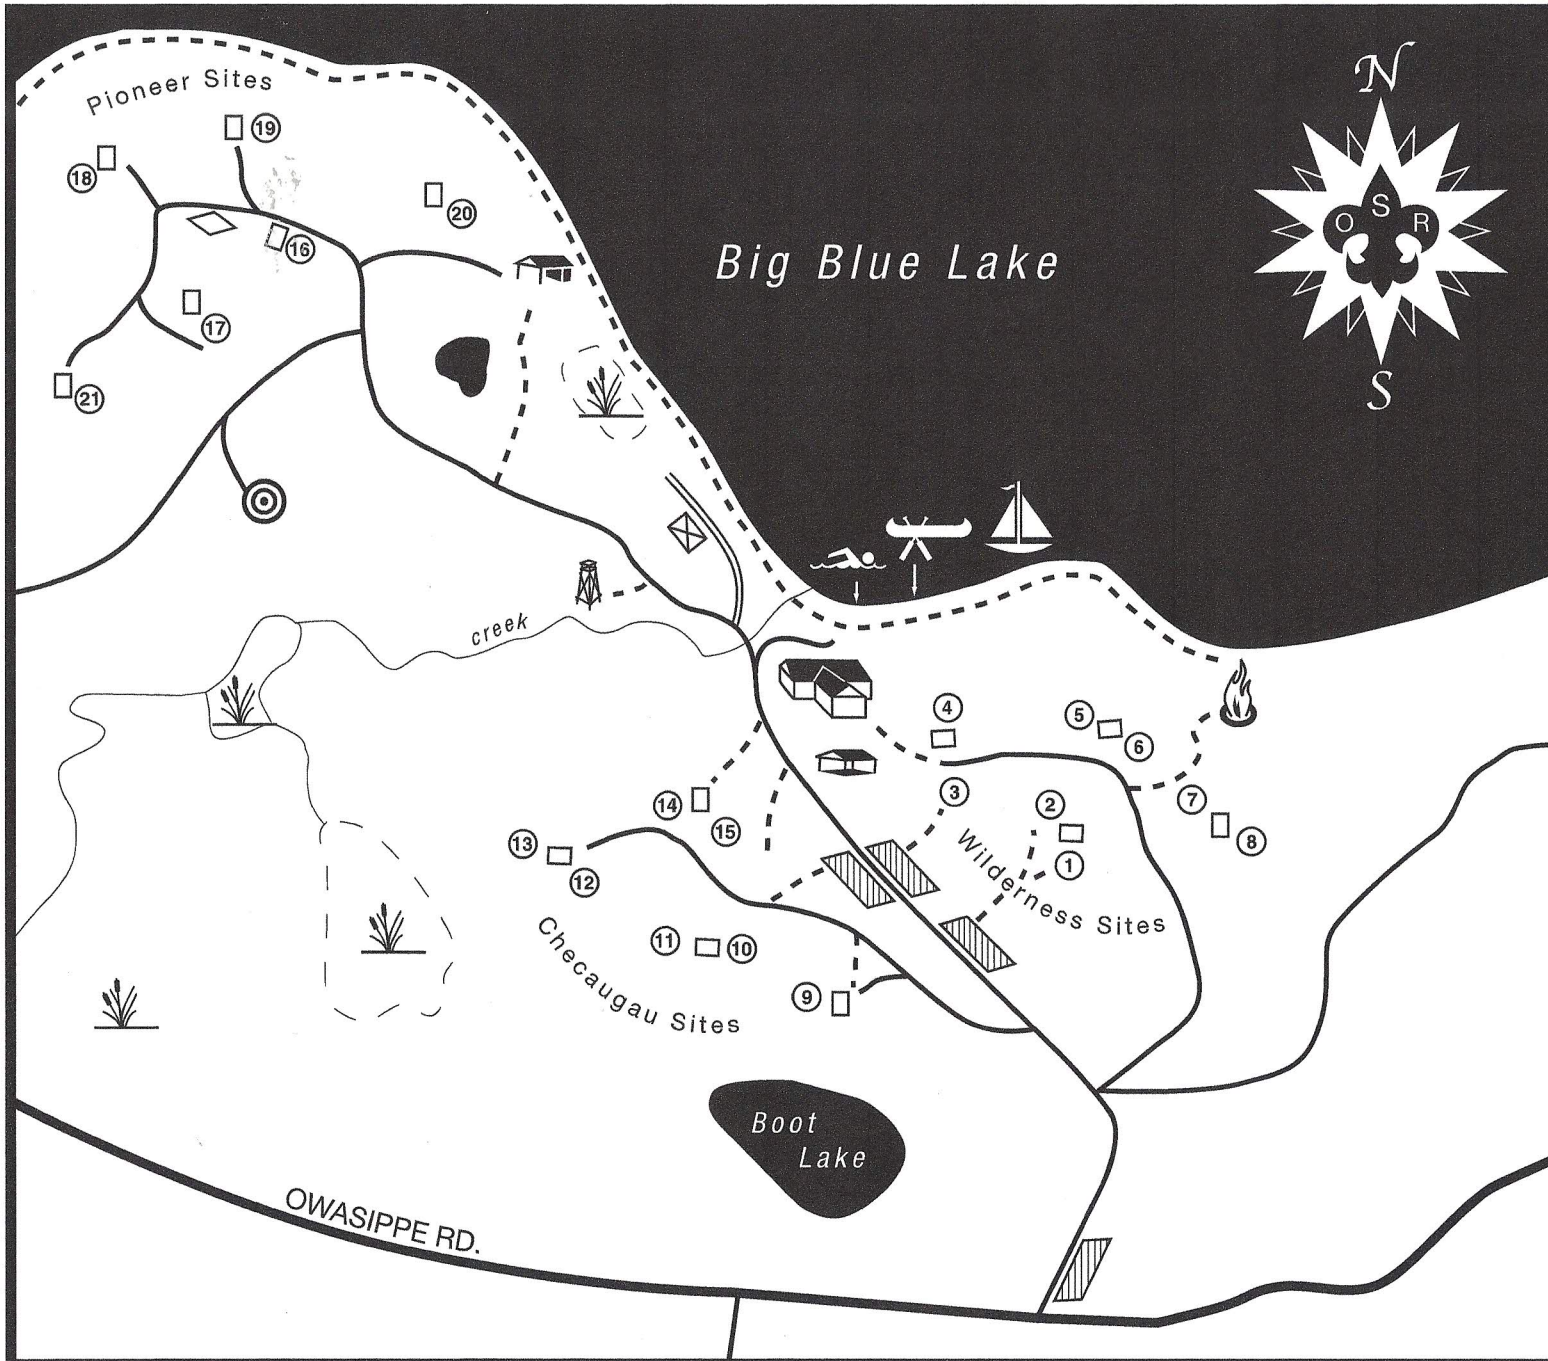 N
Pioneer Sites
19
18
20
16
O S R
Big Blue Lake
17
21
S
creek
4
5
6
3
2
7
14
15
8
13
1
12
Wilderness Sites
11
10
9
Checaugau Sites
Boot
Lake
OWASIPPE RD.